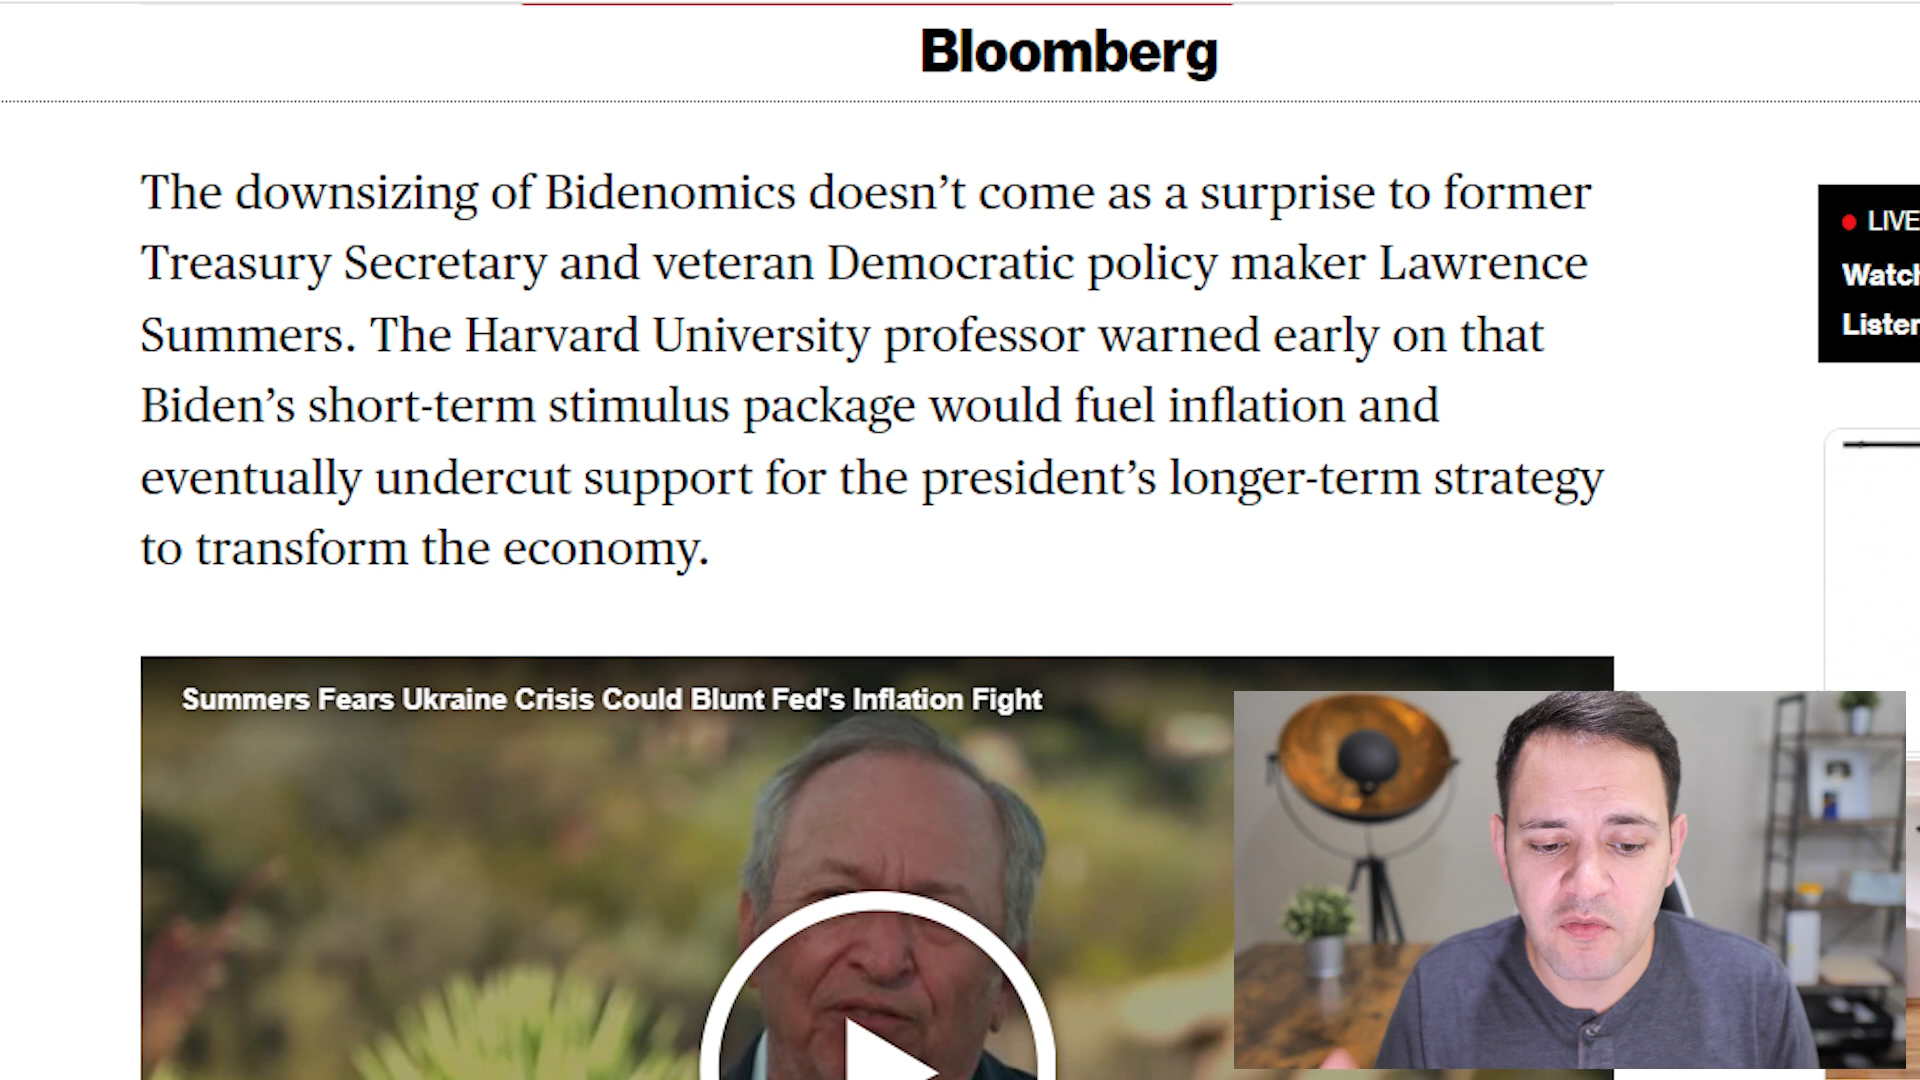 Bloomberg
The downsizing of Bidenomics doesn’t come as a surprise to former
Treasury Secretary and veteran Democratic policy maker Lawrence
Summers. The Harvard University professor warned early on that
Biden’s short-term stimulus package would fuel inflation and
eventually undercut support for the president’s longer-term strategy
to transform the economy.
LIVE
Watch
Listen
Summers Fears Ukraine Crisis Could Blunt Fed's Inflation Fight